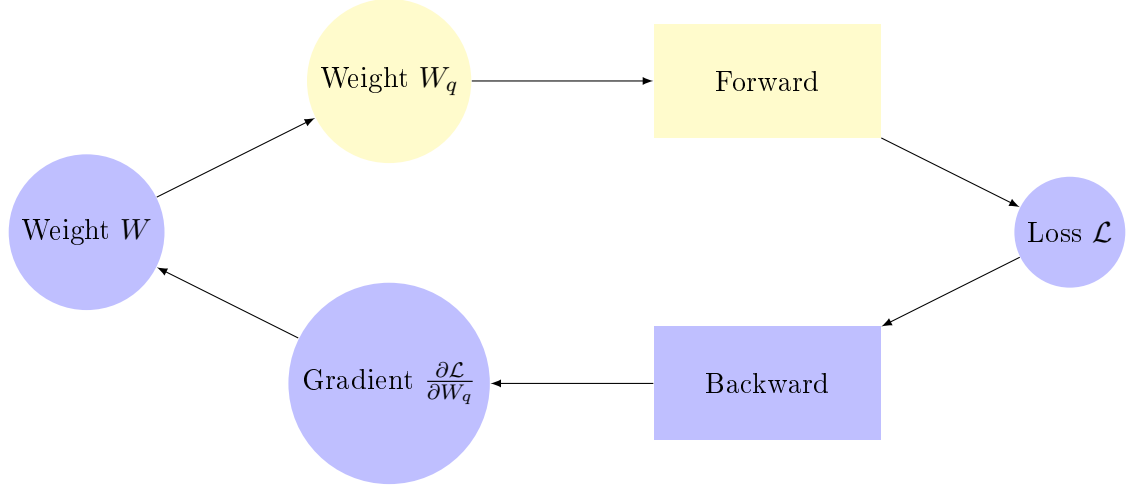 Weight $W_q$
Forward
Weight $W$
Loss $\mathcal{L}$
Gradient $\frac{\partial \mathcal{L}}{\partial W_q}$
Backward